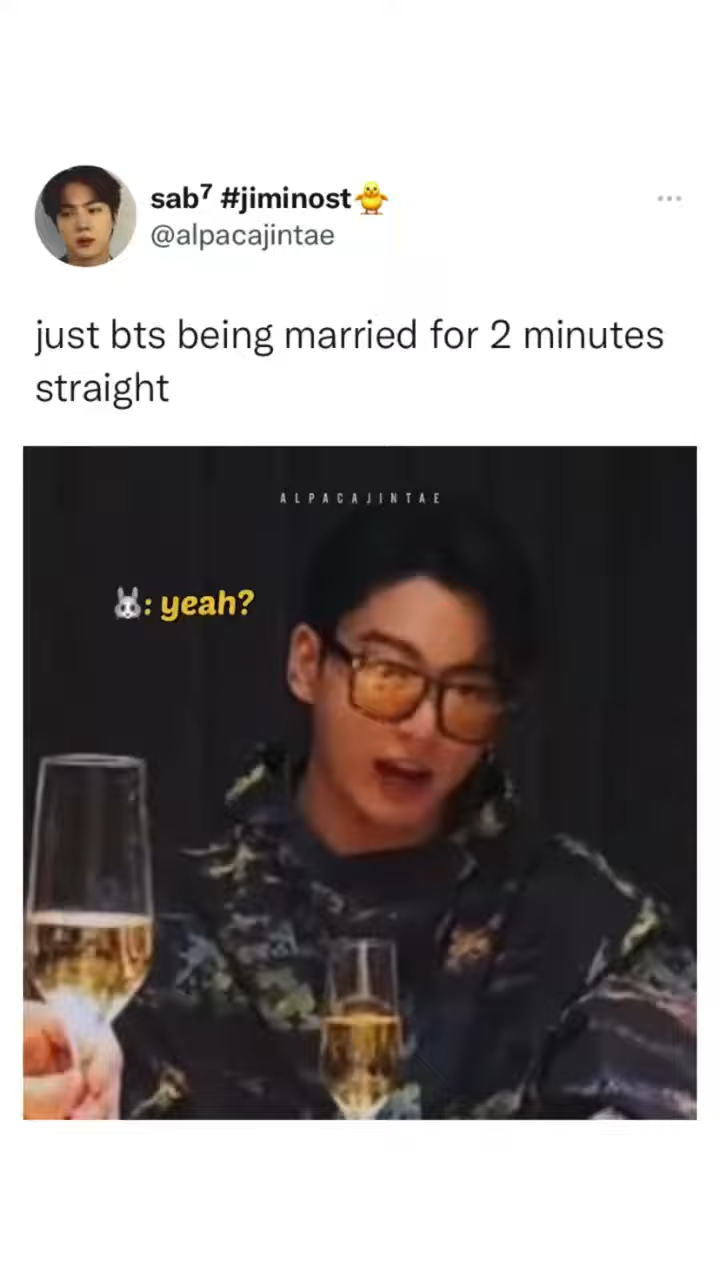 sab⁷ #jiminost🐥
@alpacajintae
just bts being married for 2 minutes
straight
ALPACAJINTAE
🐰: yeah?